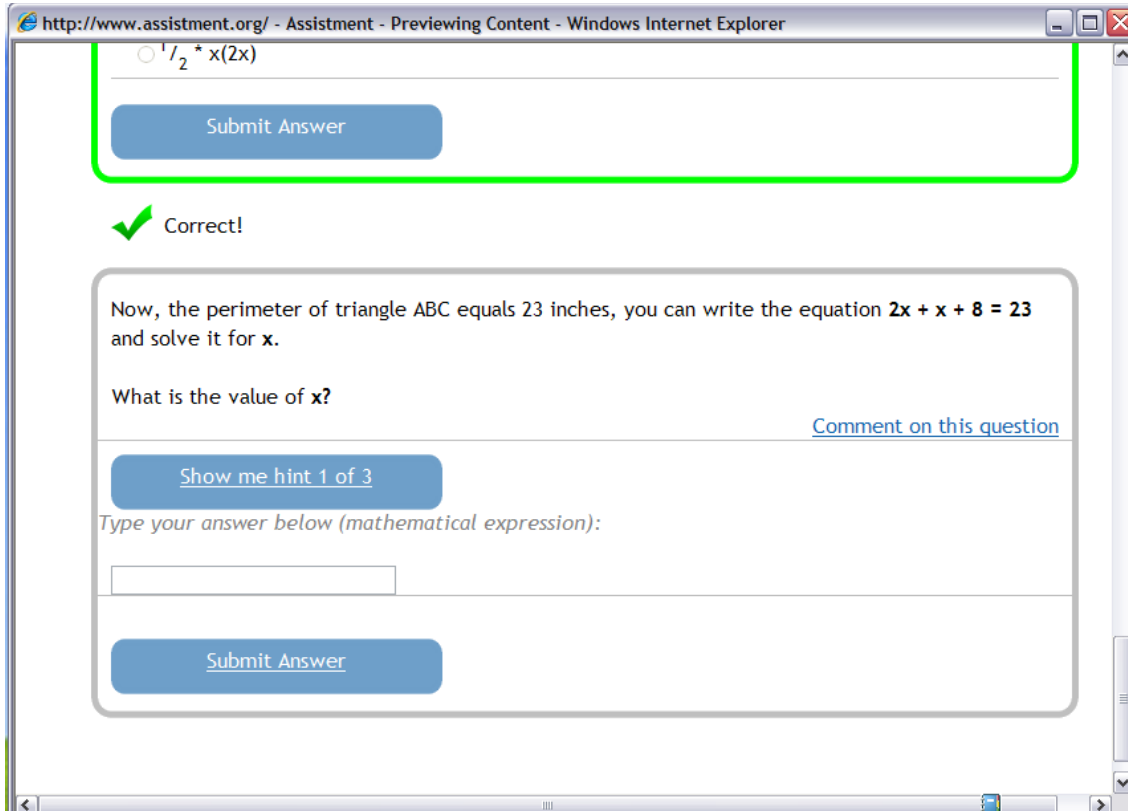 http://www.assistment.org/ - Assistment - Previewing Content - Windows Internet Explorer
1/2 * x(2x)
Submit Answer
Correct!
Now, the perimeter of triangle ABC equals 23 inches, you can write the equation 2x + x + 8 = 23
and solve it for x.
What is the value of x?
Comment on this question
Show me hint 1 of 3
Type your answer below (mathematical expression):
Submit Answer